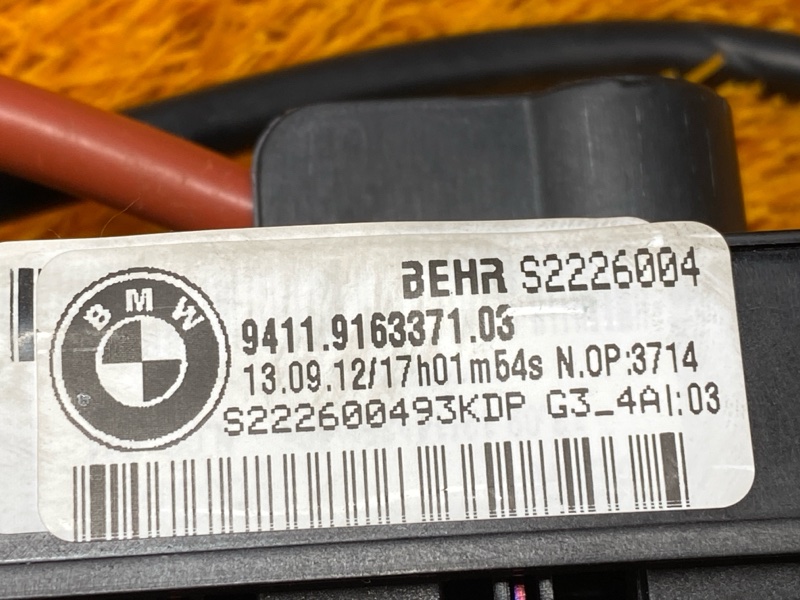 BMW
BEHR S2226004
9411.9163371.03
13.09.12/17h01m54s N.OP:3714
S222600493KDP G3_4AI:03